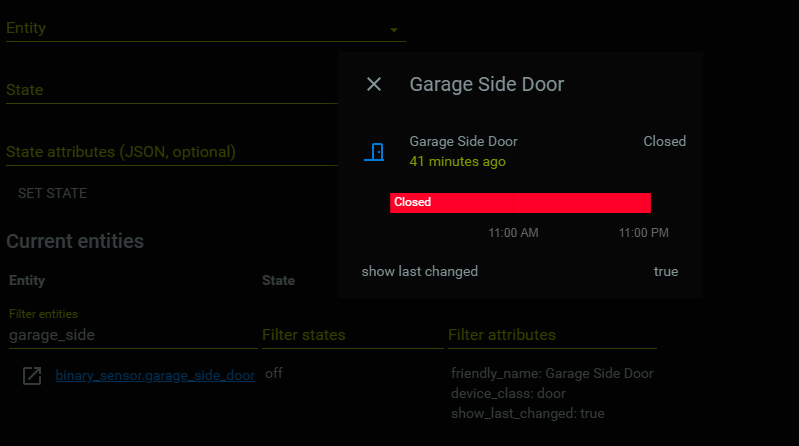 Entity
State
State attributes (JSON, optional)
SET STATE
Current entities
Entity
State
Filter entities
garage_side
Filter states
Filter attributes
binary_sensor.garage_side_door
off
friendly_name: Garage Side Door
device_class: door
show_last_changed: true
Garage Side Door
Garage Side Door
Closed
41 minutes ago
Closed
11:00 AM
11:00 PM
show last changed
true